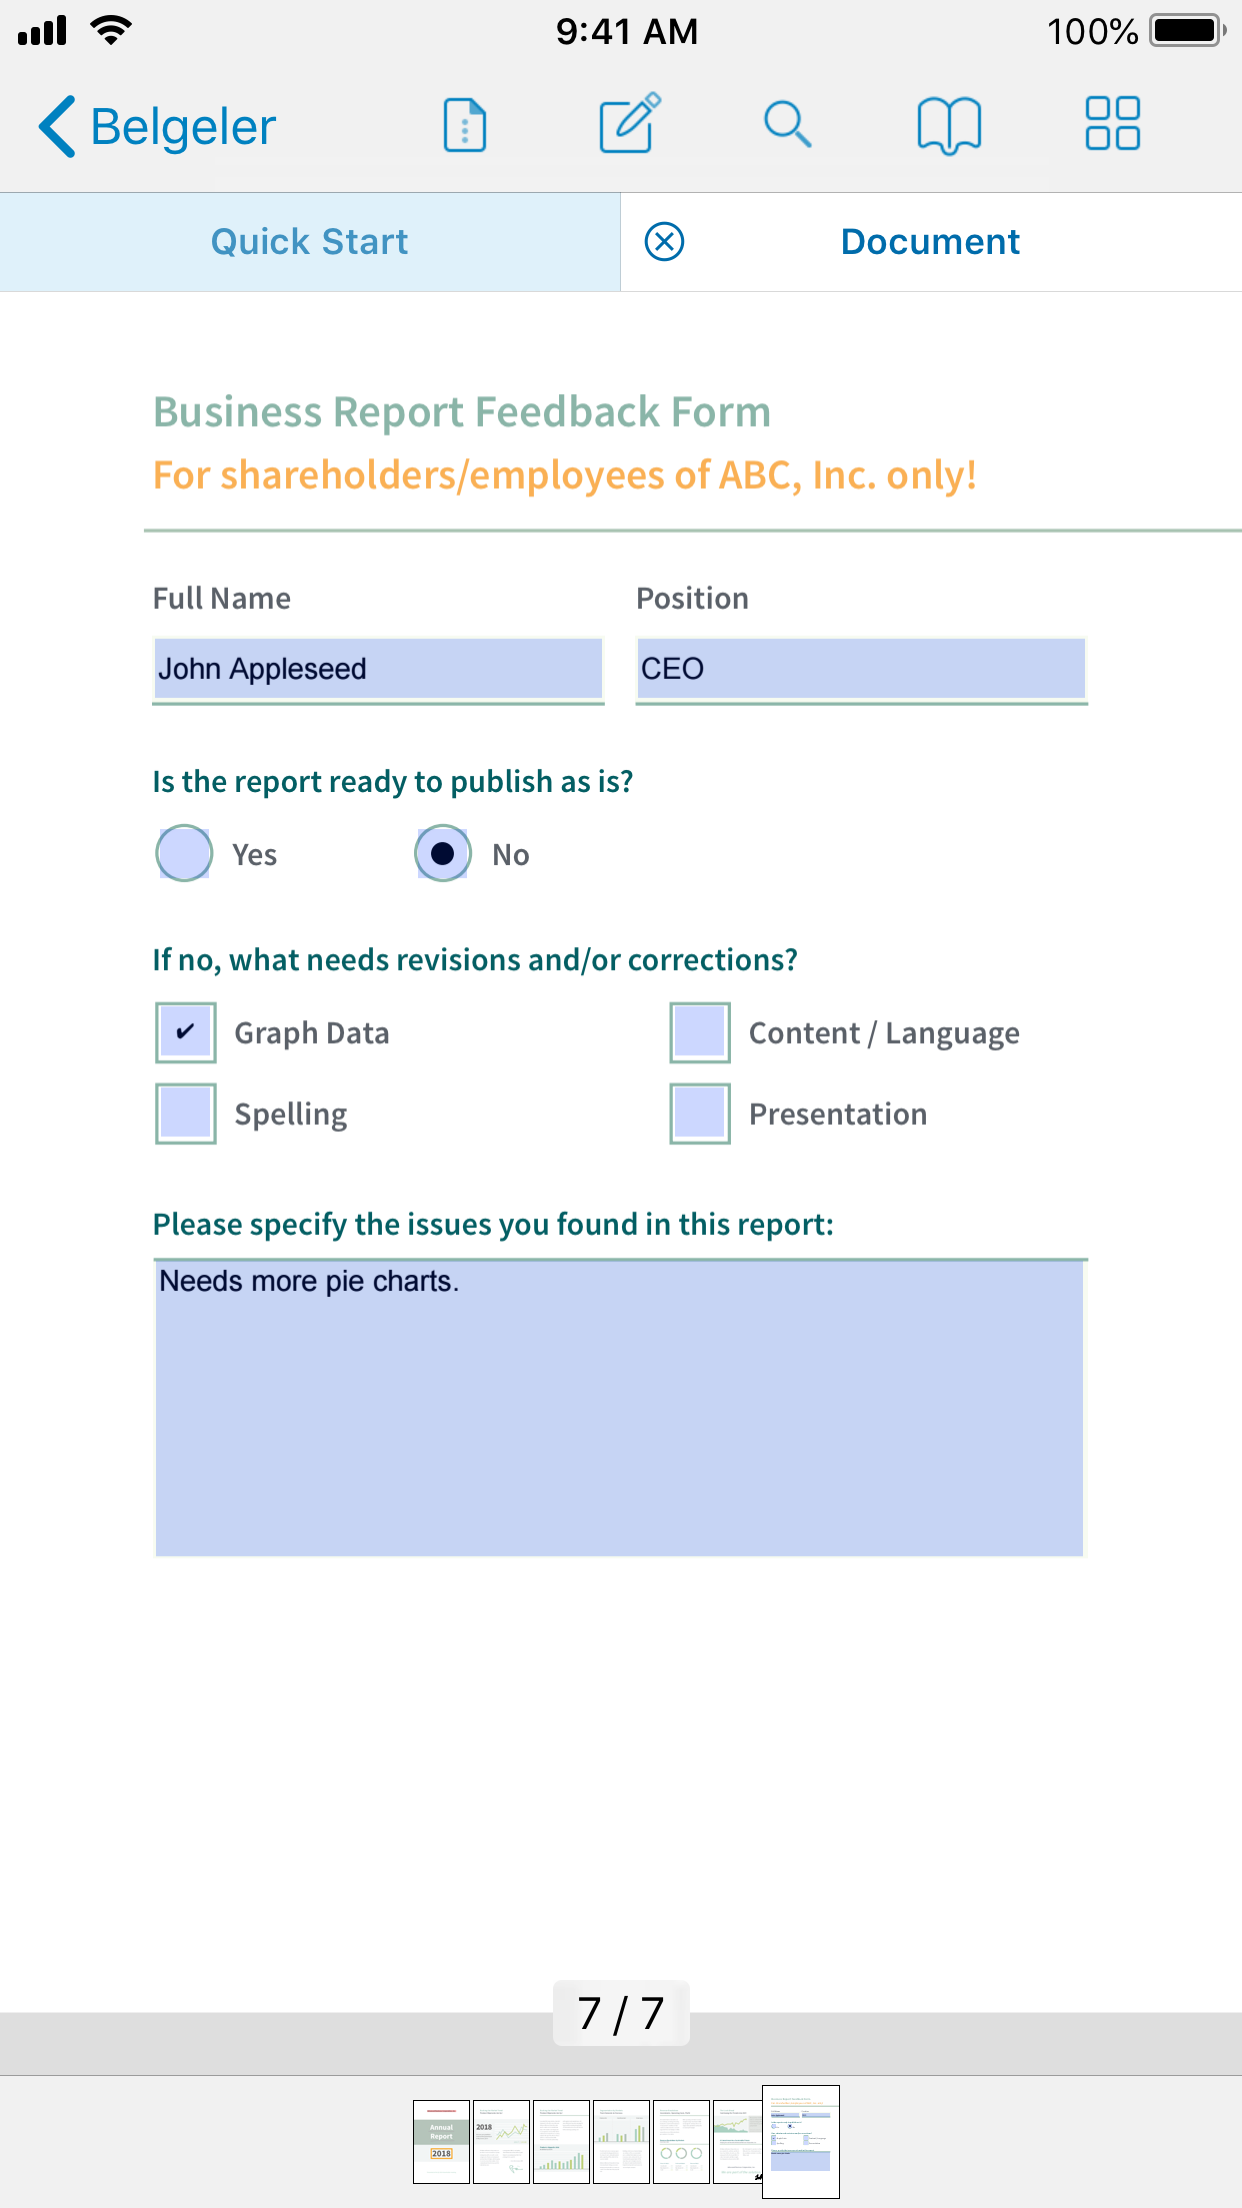 9:41 AM
100%
Belgeler
Quick Start
Document
Business Report Feedback Form
For shareholders/employees of ABC, Inc. only!
Full Name
Position
John Appleseed
CEO
Is the report ready to publish as is?
Yes
No
If no, what needs revisions and/or corrections?
✔ Graph Data
Content / Language
Spelling
Presentation
Please specify the issues you found in this report:
Needs more pie charts.
7 / 7
Annual
Report
2018
2018